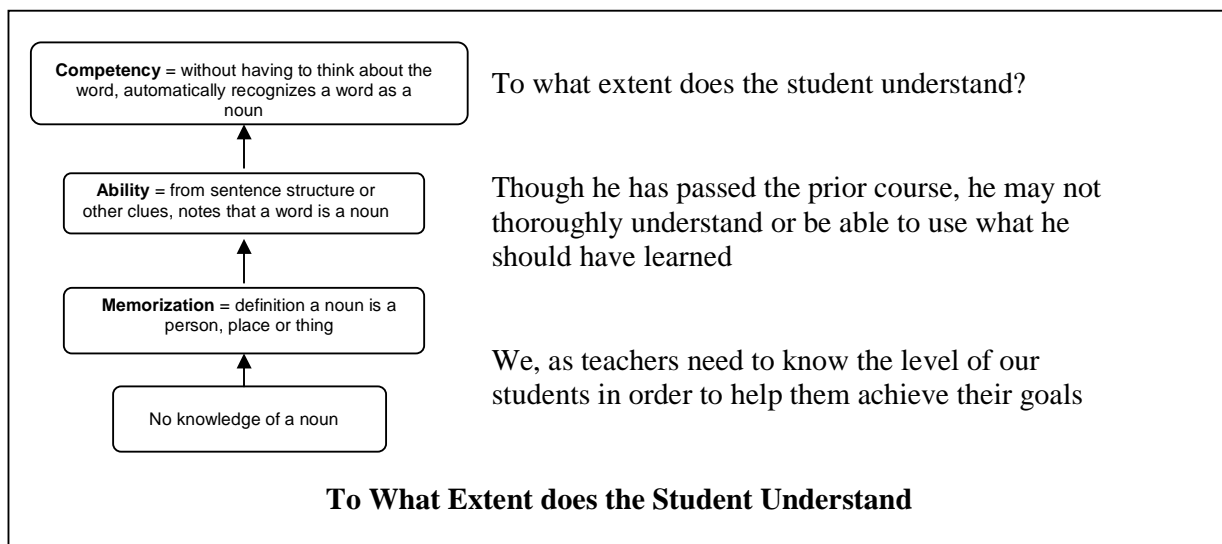 Competency = without having to think about the
word, automatically recognizes a word as a
noun
To what extent does the student understand?
Ability = from sentence structure or
other clues, notes that a word is a noun
Though he has passed the prior course, he may not
thoroughly understand or be able to use what he
should have learned
Memorization = definition a noun is a
person, place or thing
We, as teachers need to know the level of our
students in order to help them achieve their goals
No knowledge of a noun
To What Extent does the Student Understand